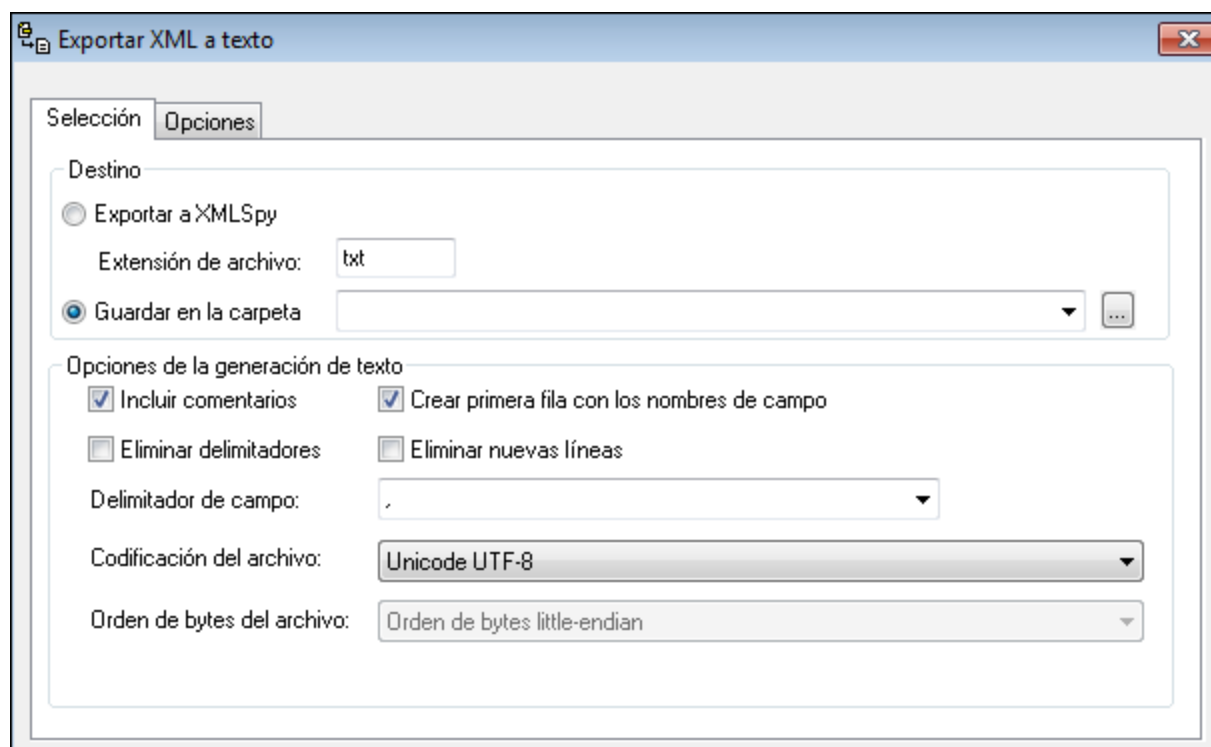 Exportar XML a texto
Selección Opciones
Destino
Exportar a XMLSpy
Extensión de archivo: txt
Guardar en la carpeta ...
Opciones de la generación de texto
Incluir comentarios Crear primera fila con los nombres de campo
Eliminar delimitadores Eliminar nuevas líneas
Delimitador de campo: ,
Codificación del archivo: Unicode UTF-8
Orden de bytes del archivo: Orden de bytes little-endian